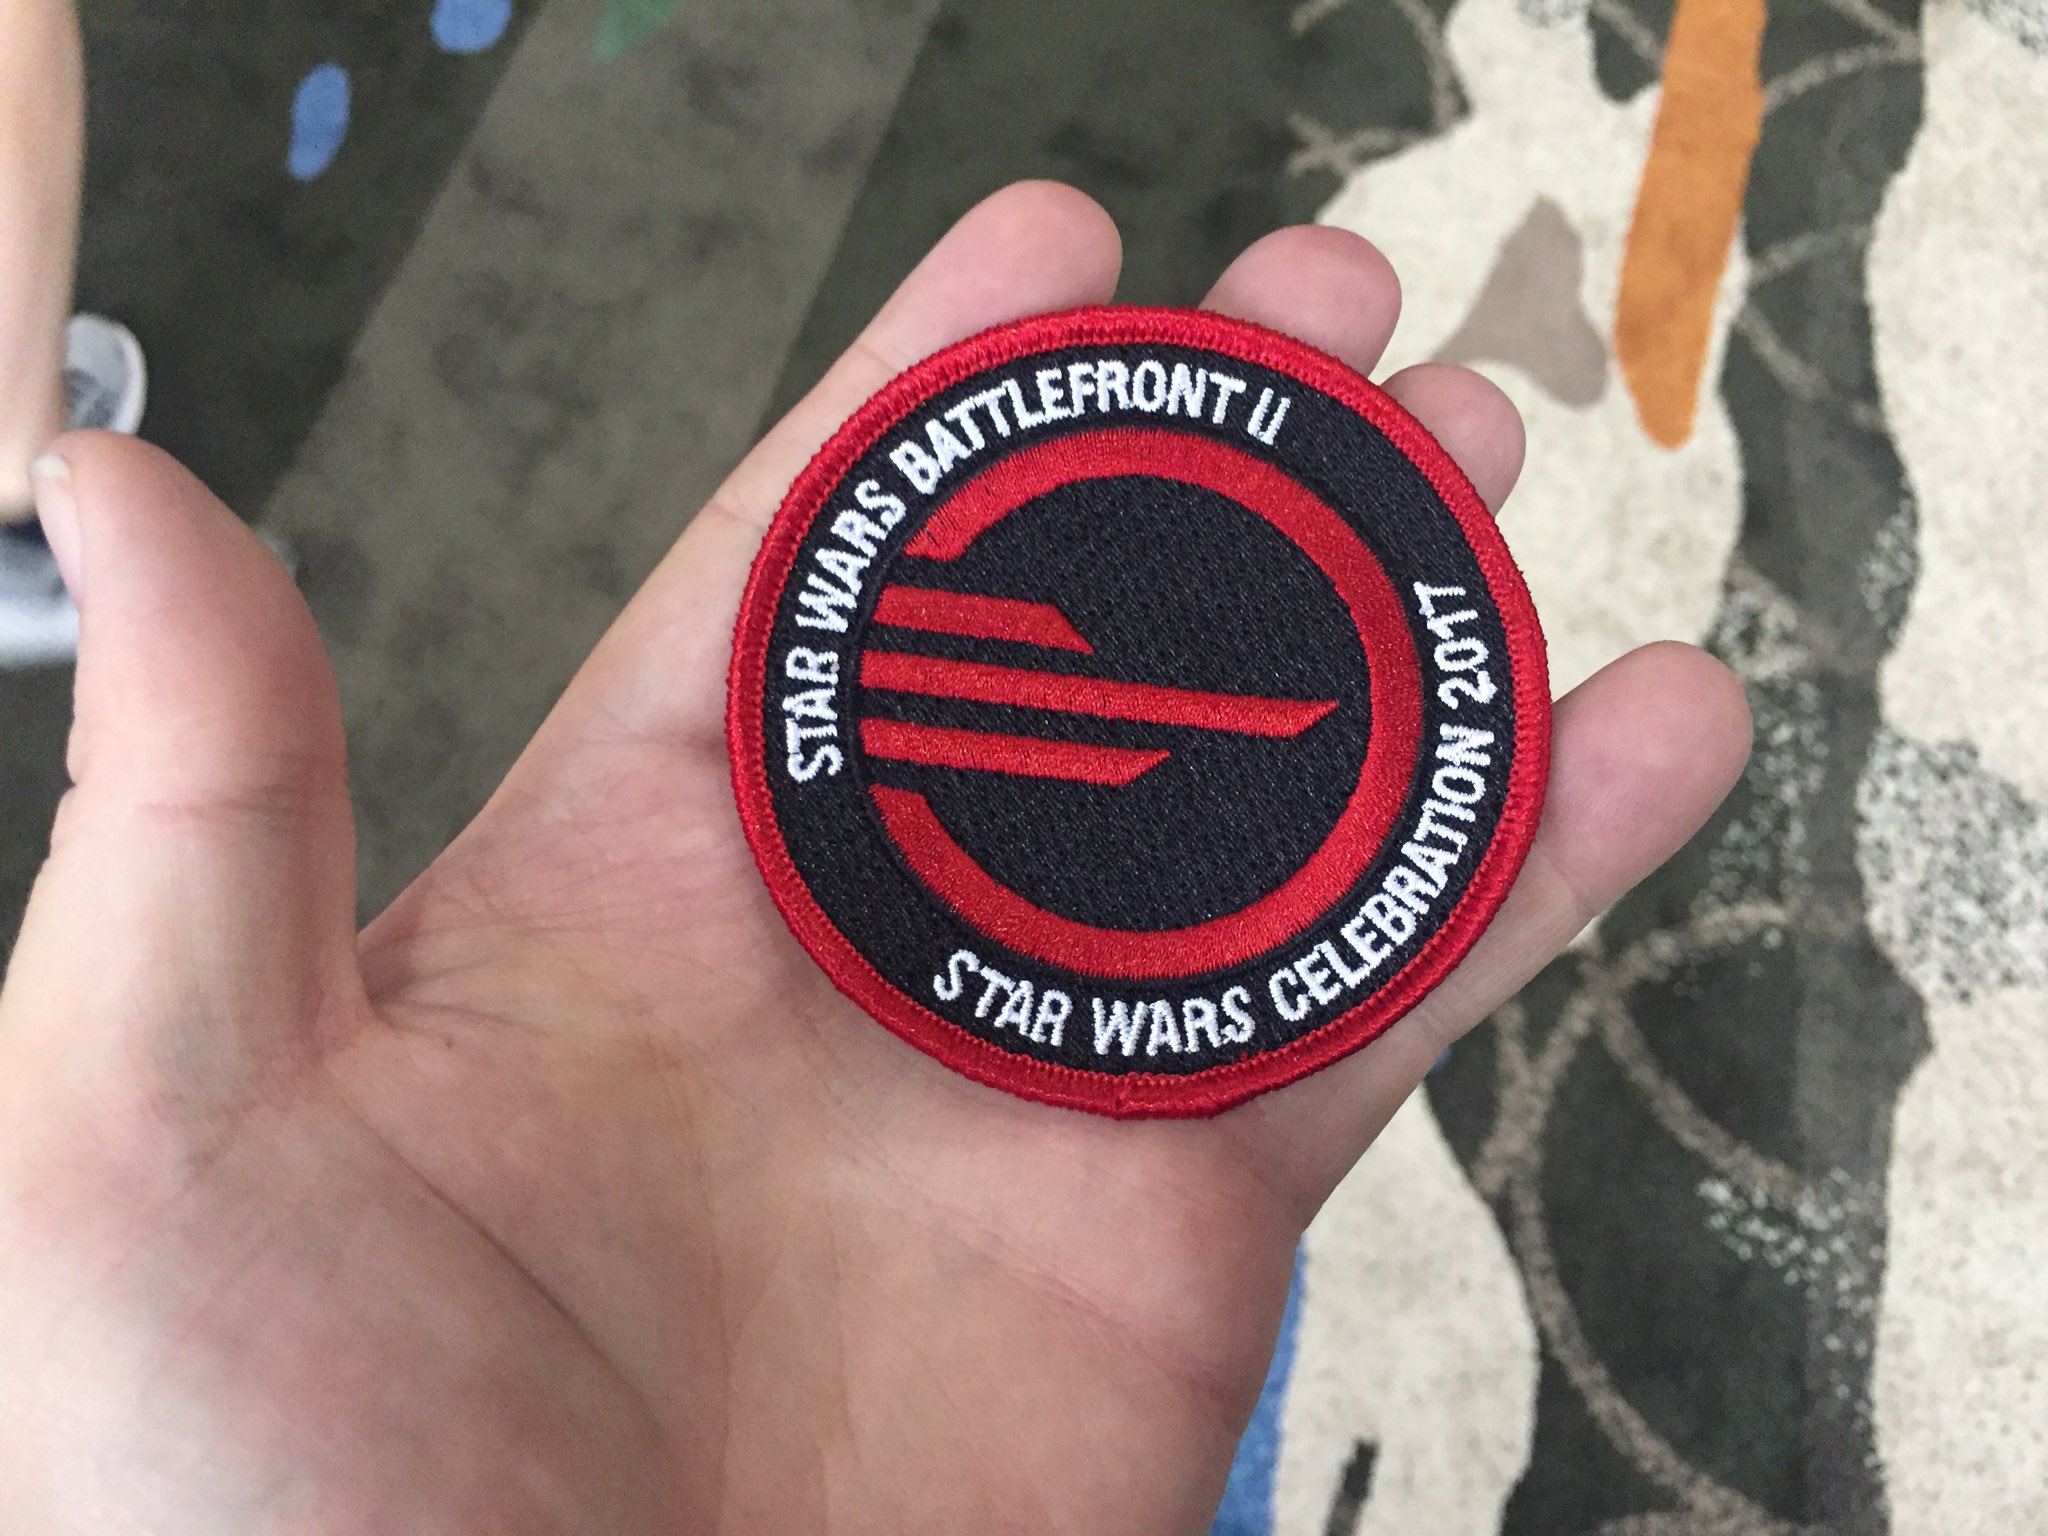 STAR WARS BATTLEFRONT II
STAR WARS CELEBRATION 2017